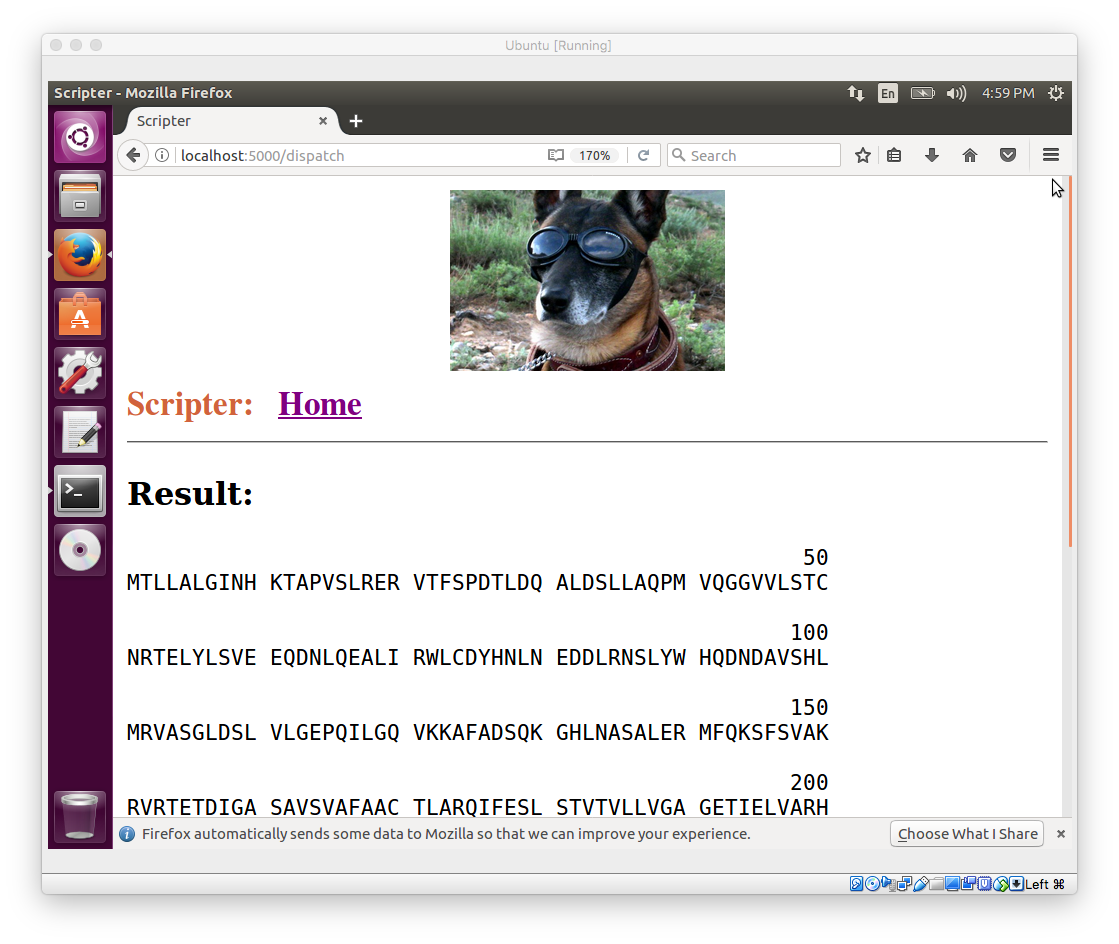 Ubuntu [Running]
Scripter - Mozilla Firefox
En
4:59 PM
Scripter
localhost:5000/dispatch
170%
Search
Scripter: Home
Result:
50
MTLLALGINH KTAPVSLRER VTFSPDTLDQ ALDSLLAQPM VQGGVVLSTC
100
NRTELYLSVE EQDNLQEALI RWLCDYHNLN EDDLRNSLYW HQDNDAVSHL
150
MRVASGLDSL VLGEPQILGQ VKKAFADSQK GHLNASALER MFQKSFSVAK
200
RVRTETDIGA SAVSVAFAAC TLARQIFESL STVTVLLVGA GETIELVARH
Firefox automatically sends some data to Mozilla so that we can improve your experience.
Choose What I Share
Left ⌘